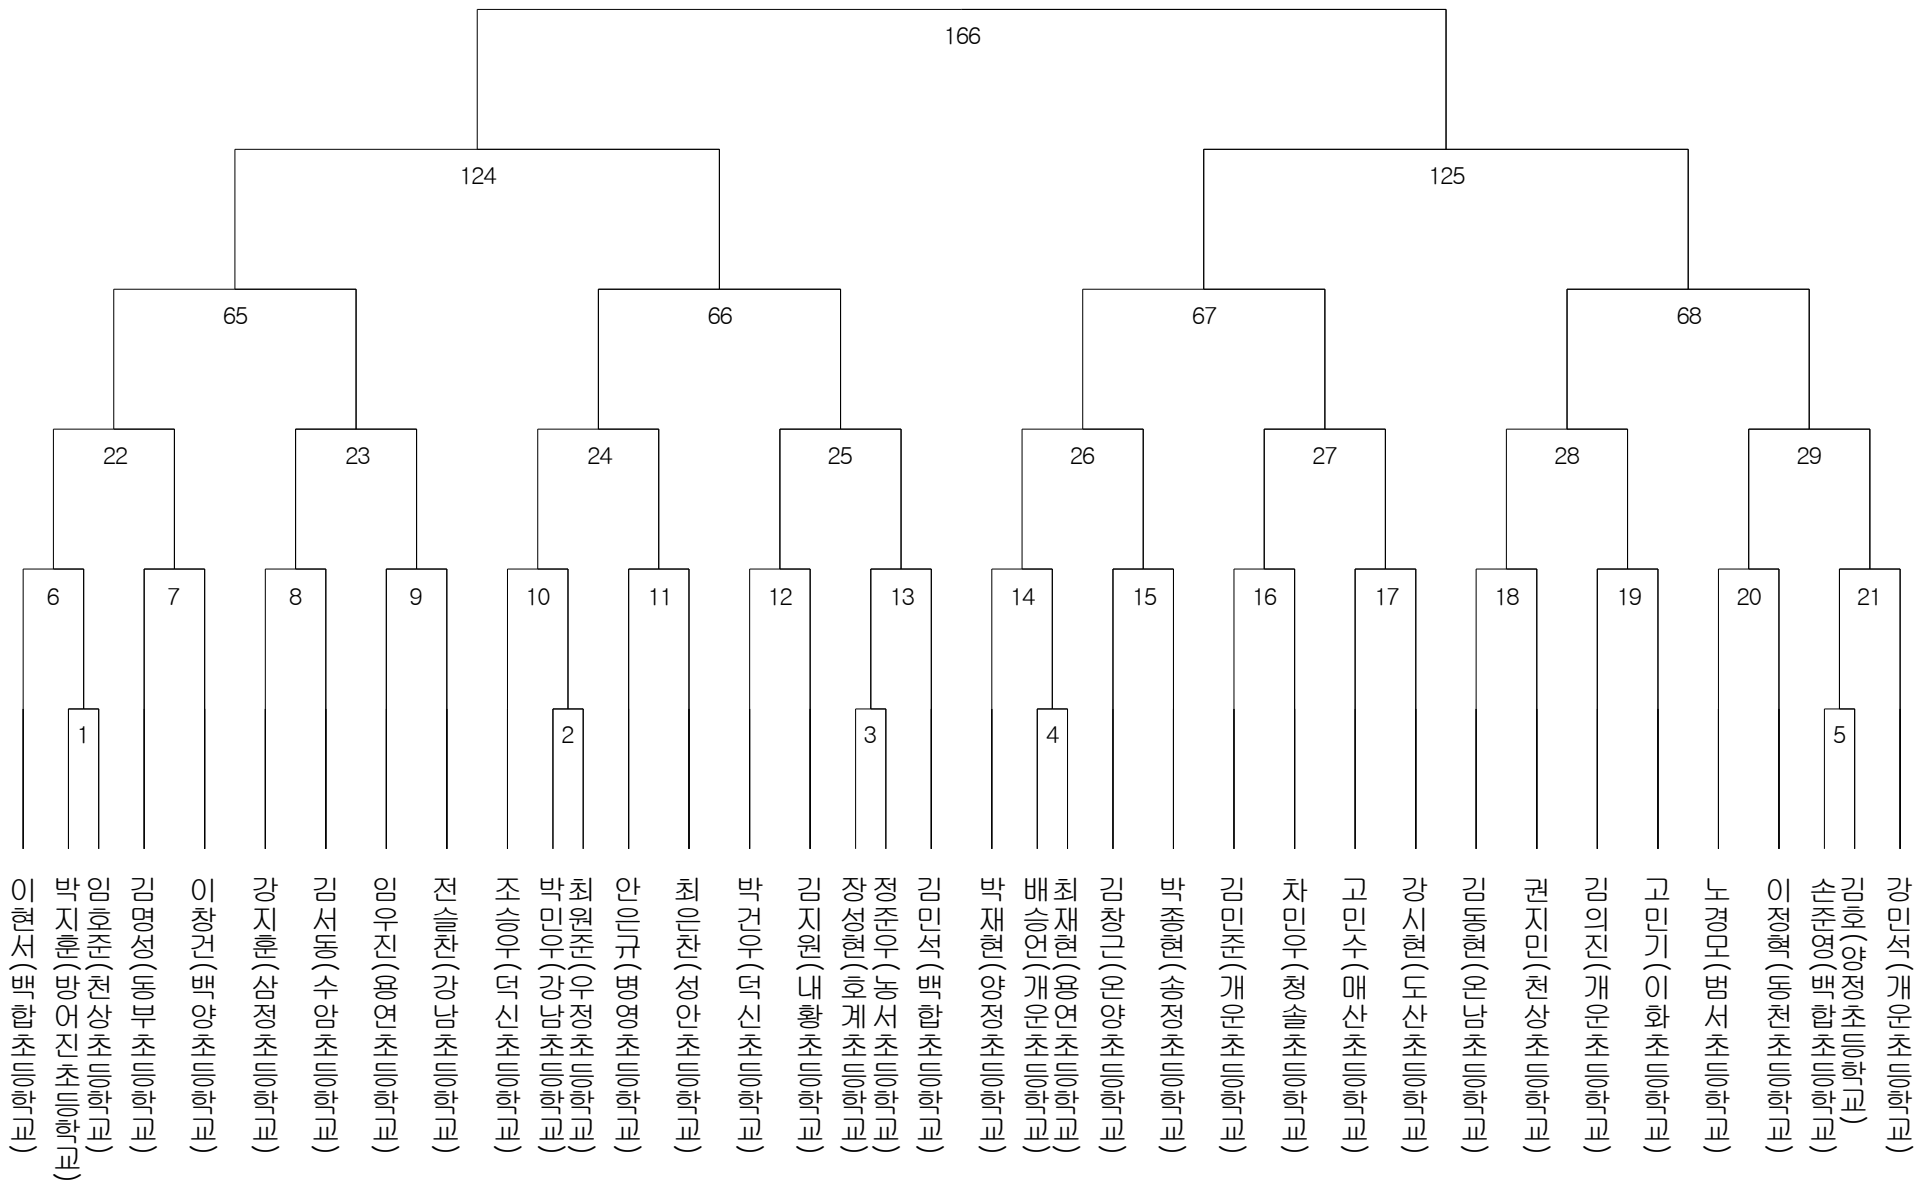 166
124
125
65
66
67
68
22
23
24
25
26
27
28
29
6
7
8
9
10
11
12
13
14
15
16
17
18
19
20
21
1
2
3
4
5
이현서(백합초등학교)
박지훈(방어진초등학교)
임호준(천상초등학교)
김명성(동부초등학교)
이창건(백양초등학교)
강지훈(삼정초등학교)
김서동(수암초등학교)
임우진(용연초등학교)
전슬찬(강남초등학교)
조승우(덕신초등학교)
박민우(강남초등학교)
최원준(우정초등학교)
안은규(병영초등학교)
최은찬(성안초등학교)
박건우(덕신초등학교)
김지원(내황초등학교)
장성현(호계초등학교)
정준우(농서초등학교)
김민석(백합초등학교)
박재현(양정초등학교)
배승언(개운초등학교)
최재현(용연초등학교)
김창근(온양초등학교)
박종현(송정초등학교)
김민준(개운초등학교)
차민우(청솔초등학교)
고민수(매산초등학교)
강시현(도산초등학교)
김동현(온남초등학교)
권지민(천상초등학교)
김의진(개운초등학교)
고민기(이화초등학교)
노경모(범서초등학교)
이정혁(동천초등학교)
손준영(백합초등학교)
김호(양정초등학교)
강민석(개운초등학교)